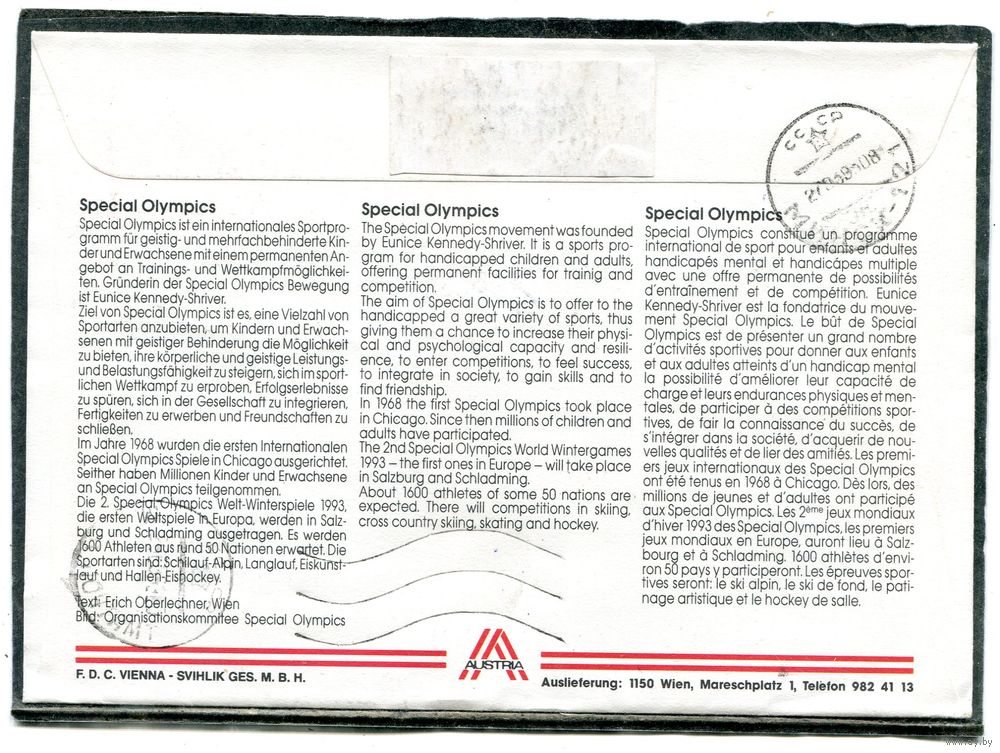 CCCP
Special Olympics
Special Olympics ist ein internationales Sportpro-
gramm für geistig- und mehrfachbehinderte Kin-
der und Erwachsene mit einem permanenten An-
gebot an Trainings- und Wettkampfmöglichkei-
ten. Gründerin der Special Olympics Bewegung
ist Eunice Kennedy-Shriver.
Ziel von Special Olympics ist es, eine Vielzahl von
Sportarten anzubieten, um Kindern und Erwach-
senen mit geistiger Behinderung die Möglichkeit
zu bieten, ihre körperliche und geistige Leistungs-
und Belastungsfähigkeit zu steigern, sich im sport-
lichen Wettkampf zu erproben, Erfolgserlebnisse
zu spüren, sich in der Gesellschaft zu integrieren,
Fertigkeiten zu erwerben und Freundschaften zu
schließen.
Im Jahre 1968 wurden die ersten Internationalen
Special Olympics Spiele in Chicago ausgerichtet.
Seither haben Millionen Kinder und Erwachsene
an Special Olympics teilgenommen.
Die 2. Special Olympics Welt-Winterspiele 1993,
die ersten Weltspiele in Europa, werden in Salz-
burg und Schladming ausgetragen. Es werden
1600 Athleten aus rund 50 Nationen erwartet. Die
Sportarten sind: Schilauf-Alpin, Langlauf, Eiskunst-
lauf und Hallen-Eishockey.
Text: Erich Oberlechner, Wien
Bild: Organisationskommitee Special Olympics
Special Olympics
The Special Olympics movement was founded
by Eunice Kennedy-Shriver. It is a sports pro-
gram for handicapped children and adults,
offering permanent facilities for trainig and
competition.
The aim of Special Olympics is to offer to the
handicapped a great variety of sports, thus
giving them a chance to increase their physi-
cal and psychological capacity and resili-
ence, to enter competitions, to feel success,
to integrate in society, to gain skills and to
find friendship.
In 1968 the first Special Olympics took place
in Chicago. Since then millions of children and
adults have participated.
The 2nd Special Olympics World Wintergames
1993 – the first ones in Europe – will take place
in Salzburg and Schladming.
About 1600 athletes of some 50 nations are
expected. There will competitions in skiing,
cross country skiing, skating and hockey.
Special Olympics
Special Olympics constitue un programme
international de sport pour enfants et adultes
handicapés mental et handicápes multiple
avec une offre permanente de possibilités
d'entraînement et de compétition. Eunice
Kennedy-Shriver est la fondatrice du mouve-
ment Special Olympics. Le bût de Special
Olympics est de présenter un grand nombre
d'activités sportives pour donner aux enfants
et aux adultes atteints d'un handicap mental
la possibilité d'améliorer leur capacité de
charge et leurs endurances physiques et men-
tales, de participer à des compétitions spor-
tives, de fair la connaissance du succès, de
s'intégrer dans la société, d'acquerir de nou-
velles qualités et de lier des amitiés. Les premi-
ers jeux internationaux des Special Olympics
ont été tenus en 1968 à Chicago. Dès lors, des
millions de jeunes et d'adultes ont participé
aux Special Olympics. Les 2ème jeux mondiaux
d'hiver 1993 des Special Olympics, les premiers
jeux mondiaux en Europe, auront lieu à Salz-
bourg et à Schladming. 1600 athlètes d'envi-
ron 50 pays y participeront. Les épreuves spor-
tives seront: le ski alpin, le ski de fond, le pati-
nage artistique et le hockey de salle.
AUSTRIA
F. D. C. VIENNA - SVIHLIK GES. M. B. H.
Auslieferung: 1150 Wien, Mareschplatz 1, Telefon 982 41 13